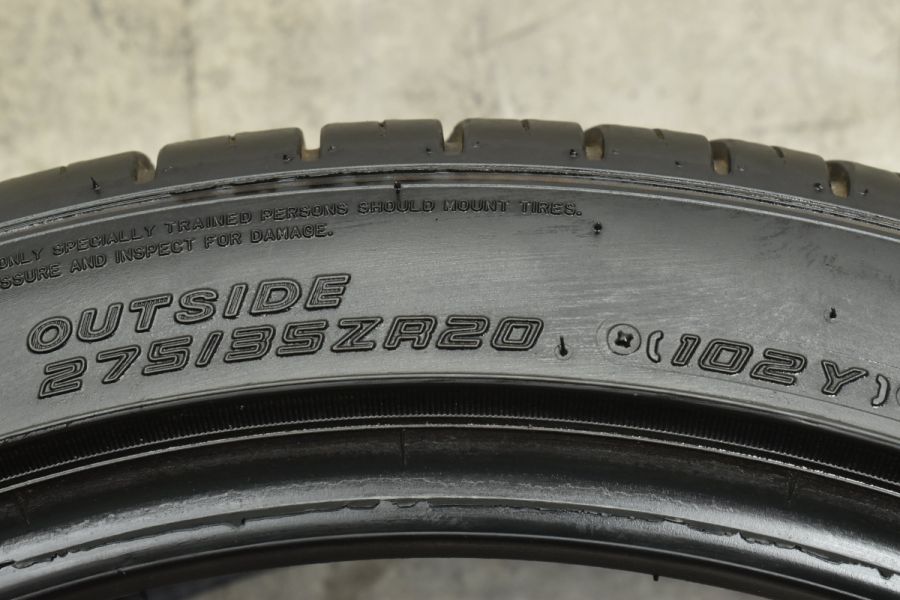 ONLY SPECIALLY TRAINED PERSONS SHOULD MOUNT TIRES.
SSURE AND INSPECT FOR DAMAGE.
OUTSIDE
275/35ZR20 (102Y)